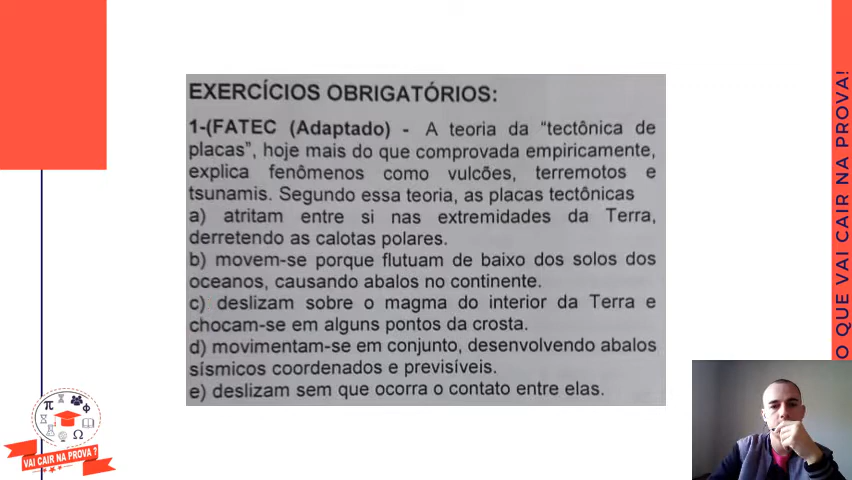 EXERCÍCIOS OBRIGATÓRIOS:
1-(FATEC (Adaptado) - A teoria da "tectônica de
placas", hoje mais do que comprovada empiricamente,
explica fenômenos como vulcões, terremotos e
tsunamis. Segundo essa teoria, as placas tectônicas
a) atritam entre si nas extremidades da Terra,
derretendo as calotas polares.
b) movem-se porque flutuam de baixo dos solos dos
oceanos, causando abalos no continente.
c) deslizam sobre o magma do interior da Terra e
chocam-se em alguns pontos da crosta.
d) movimentam-se em conjunto, desenvolvendo abalos
sísmicos coordenados e previsíveis.
e) deslizam sem que ocorra o contato entre elas.
O QUE VAI CAIR NA PROVA!
π
Φ
Ω
VAI CAIR NA PROVA ?